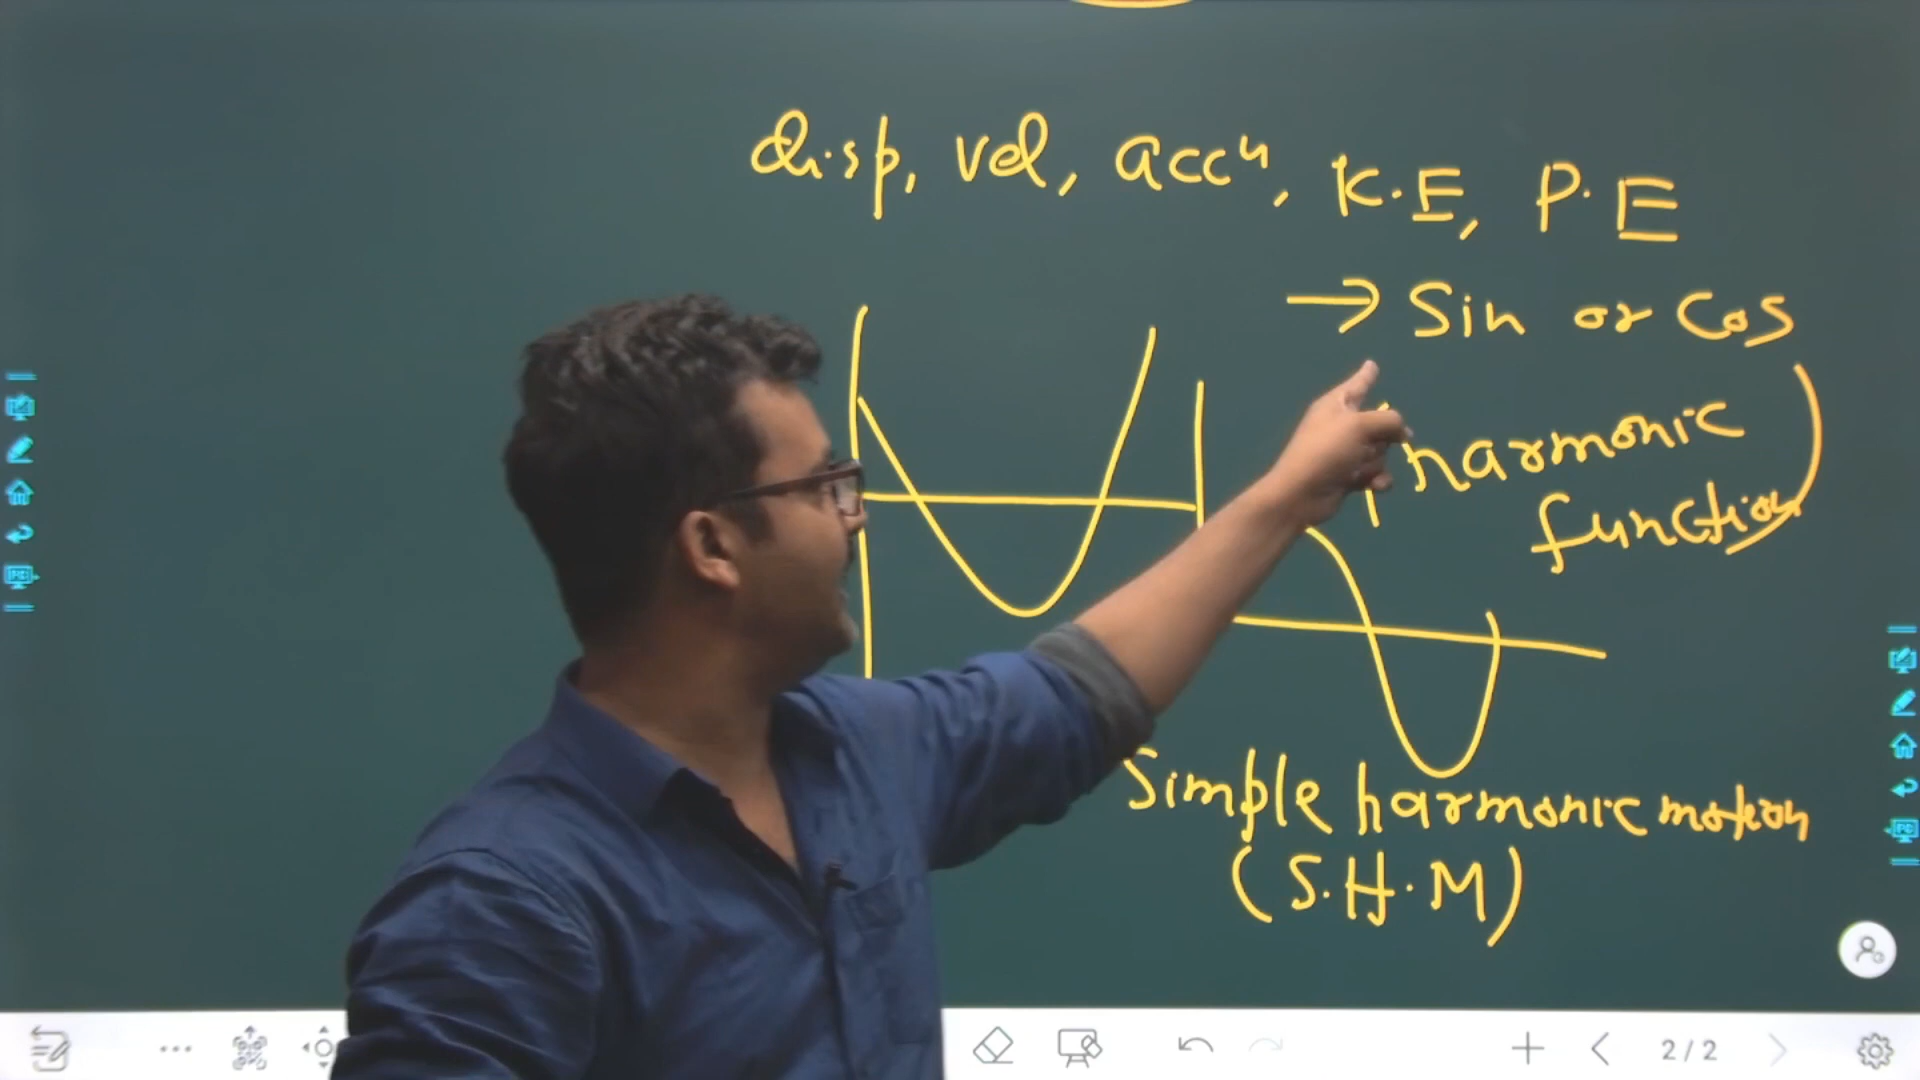 disp, vel, accⁿ, K.E, P.E
→ Sin or Cos
(harmonic
function)
Simple harmonic motion
(S.H.M)
2/2